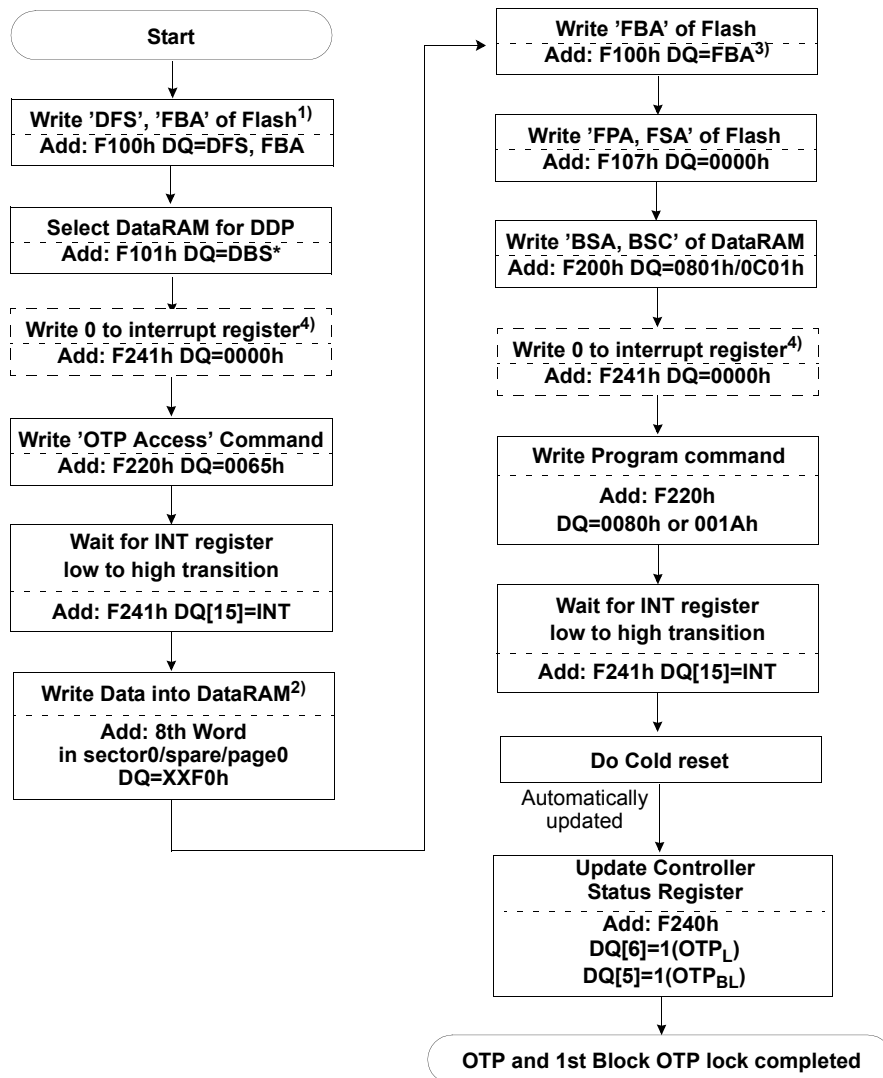 Start
Write ’DFS’, ’FBA’ of Flash1)
Add: F100h DQ=DFS, FBA
Select DataRAM for DDP
Add: F101h DQ=DBS*
Write 0 to interrupt register4)
Add: F241h DQ=0000h
Write ’OTP Access’ Command
Add: F220h DQ=0065h
Wait for INT register
low to high transition
Add: F241h DQ[15]=INT
Write Data into DataRAM2)
Add: 8th Word
in sector0/spare/page0
DQ=XXF0h
Write ’FBA’ of Flash
Add: F100h DQ=FBA3)
Write ’FPA, FSA’ of Flash
Add: F107h DQ=0000h
Write ’BSA, BSC’ of DataRAM
Add: F200h DQ=0801h/0C01h
Write 0 to interrupt register4)
Add: F241h DQ=0000h
Write Program command
Add: F220h
DQ=0080h or 001Ah
Wait for INT register
low to high transition
Add: F241h DQ[15]=INT
Do Cold reset
Automatically
updated
Update Controller
Status Register
Add: F240h
DQ[6]=1(OTPL)
DQ[5]=1(OTPBL)
OTP and 1st Block OTP lock completed